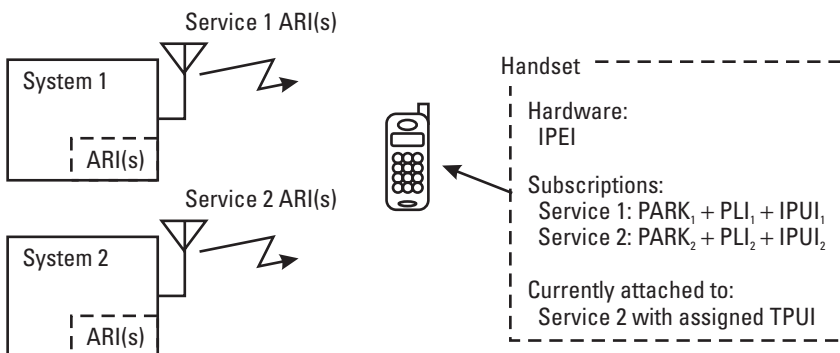 Service 1 ARI(s)
System 1
ARI(s)
Service 2 ARI(s)
System 2
ARI(s)
Handset
Hardware:
IPEI
Subscriptions:
Service 1: PARK₁ + PLI₁ + IPUI₁
Service 2: PARK₂ + PLI₂ + IPUI₂
Currently attached to:
Service 2 with assigned TPUI